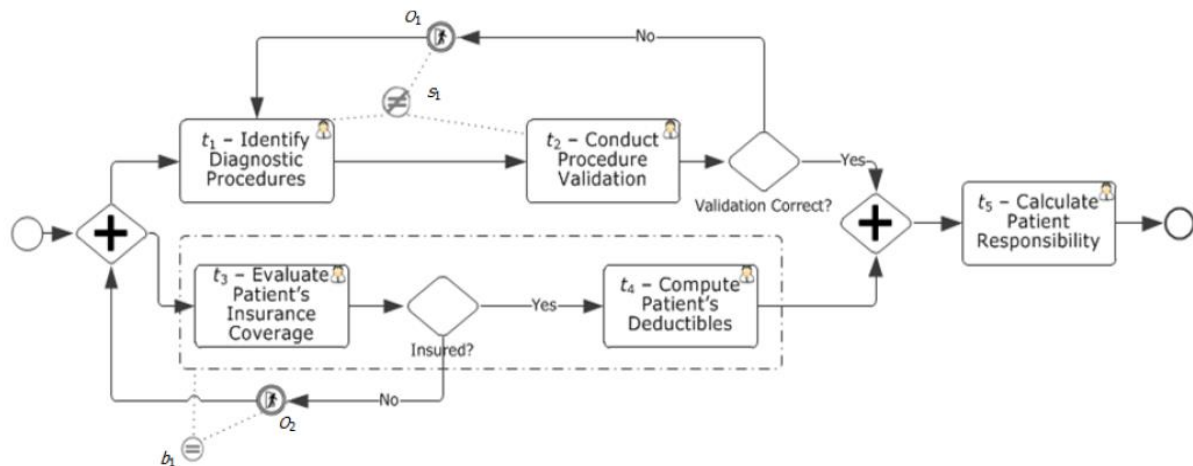 O₁
No
s₁
t₁ – Identify
Diagnostic
Procedures
t₂ – Conduct
Procedure
Validation
Yes
Validation Correct?
t₅ – Calculate
Patient
Responsibility
t₃ – Evaluate
Patient's
Insurance
Coverage
Insured?
Yes
t₄ – Compute
Patient's
Deductibles
No
O₂
b₁